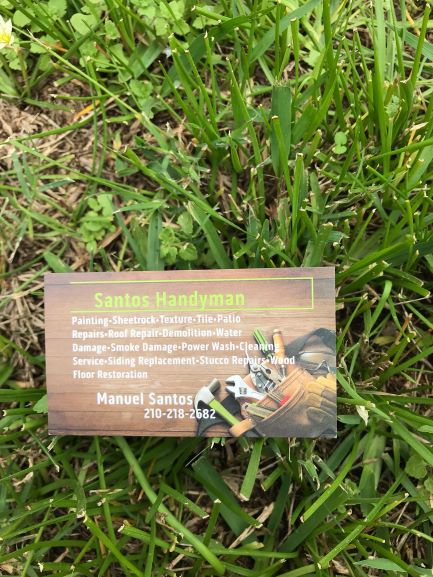 Santos Handyman
Painting•Sheetrock•Texture•Tile•Patio
Repairs•Roof Repair•Demolition•Water
Damage•Smoke Damage•Power Wash•Cleaning
Service•Siding Replacement•Stucco Repairs•Wood
Floor Restoration
Manuel Santos
210-218-2682